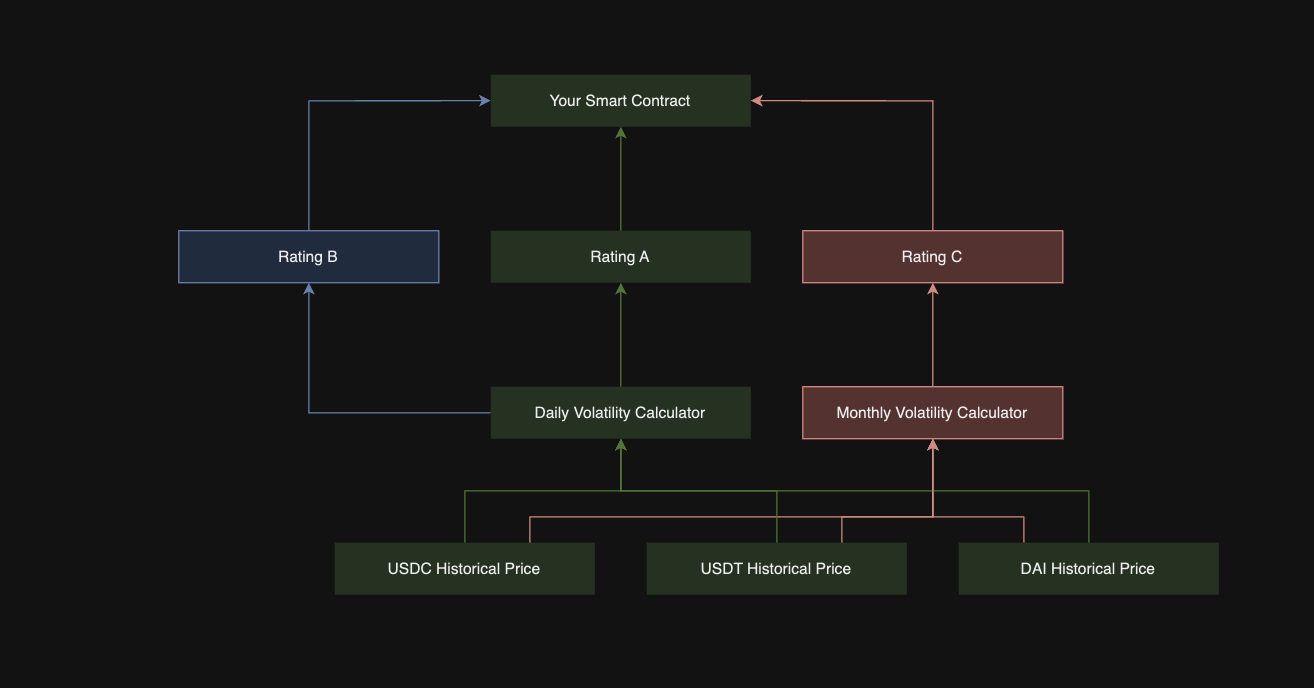 Your Smart Contract
Rating B
Rating A
Rating C
Daily Volatility Calculator
Monthly Volatility Calculator
USDC Historical Price
USDT Historical Price
DAI Historical Price